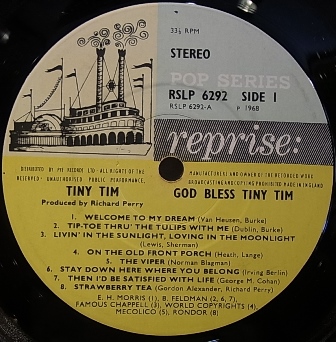 33⅓ RPM
STEREO
POP SERIES
RSLP 6292 SIDE 1
RSLP 6292-A P 1968
reprise:
DISTRIBUTED BY PYE RECORDS LTD·ALL RIGHTS OF THE MANUFACTURER AND OWNER OF THE RECORDED WORK
RESERVED· UNAUTHORISED PUBLIC PERFORMANCE, BROADCASTING AND COPYING PROHIBITED MADE IN ENGLAND
TINY TIM GOD BLESS TINY TIM
Produced by Richard Perry
1. WELCOME TO MY DREAM (Van Heusen, Burke)
2. TIP-TOE THRU' THE TULIPS WITH ME (Dublin, Burke)
3. LIVIN' IN THE SUNLIGHT, LOVING IN THE MOONLIGHT
(Lewis, Sherman)
4. ON THE OLD FRONT PORCH (Heath, Lange)
5. THE VIPER (Norman Blagman)
6. STAY DOWN HERE WHERE YOU BELONG (Irving Berlin)
7. THEN I'D BE SATISFIED WITH LIFE (George M. Cohan)
8. STRAWBERRY TEA (Gordon Alexander, Richard Perry)
E. H. MORRIS (1), B. FELDMAN (2, 6, 7),
FAMOUS CHAPPELL (3), WORLD COPYRIGHTS (4)
MECOLICO (5), RONDOR (8)